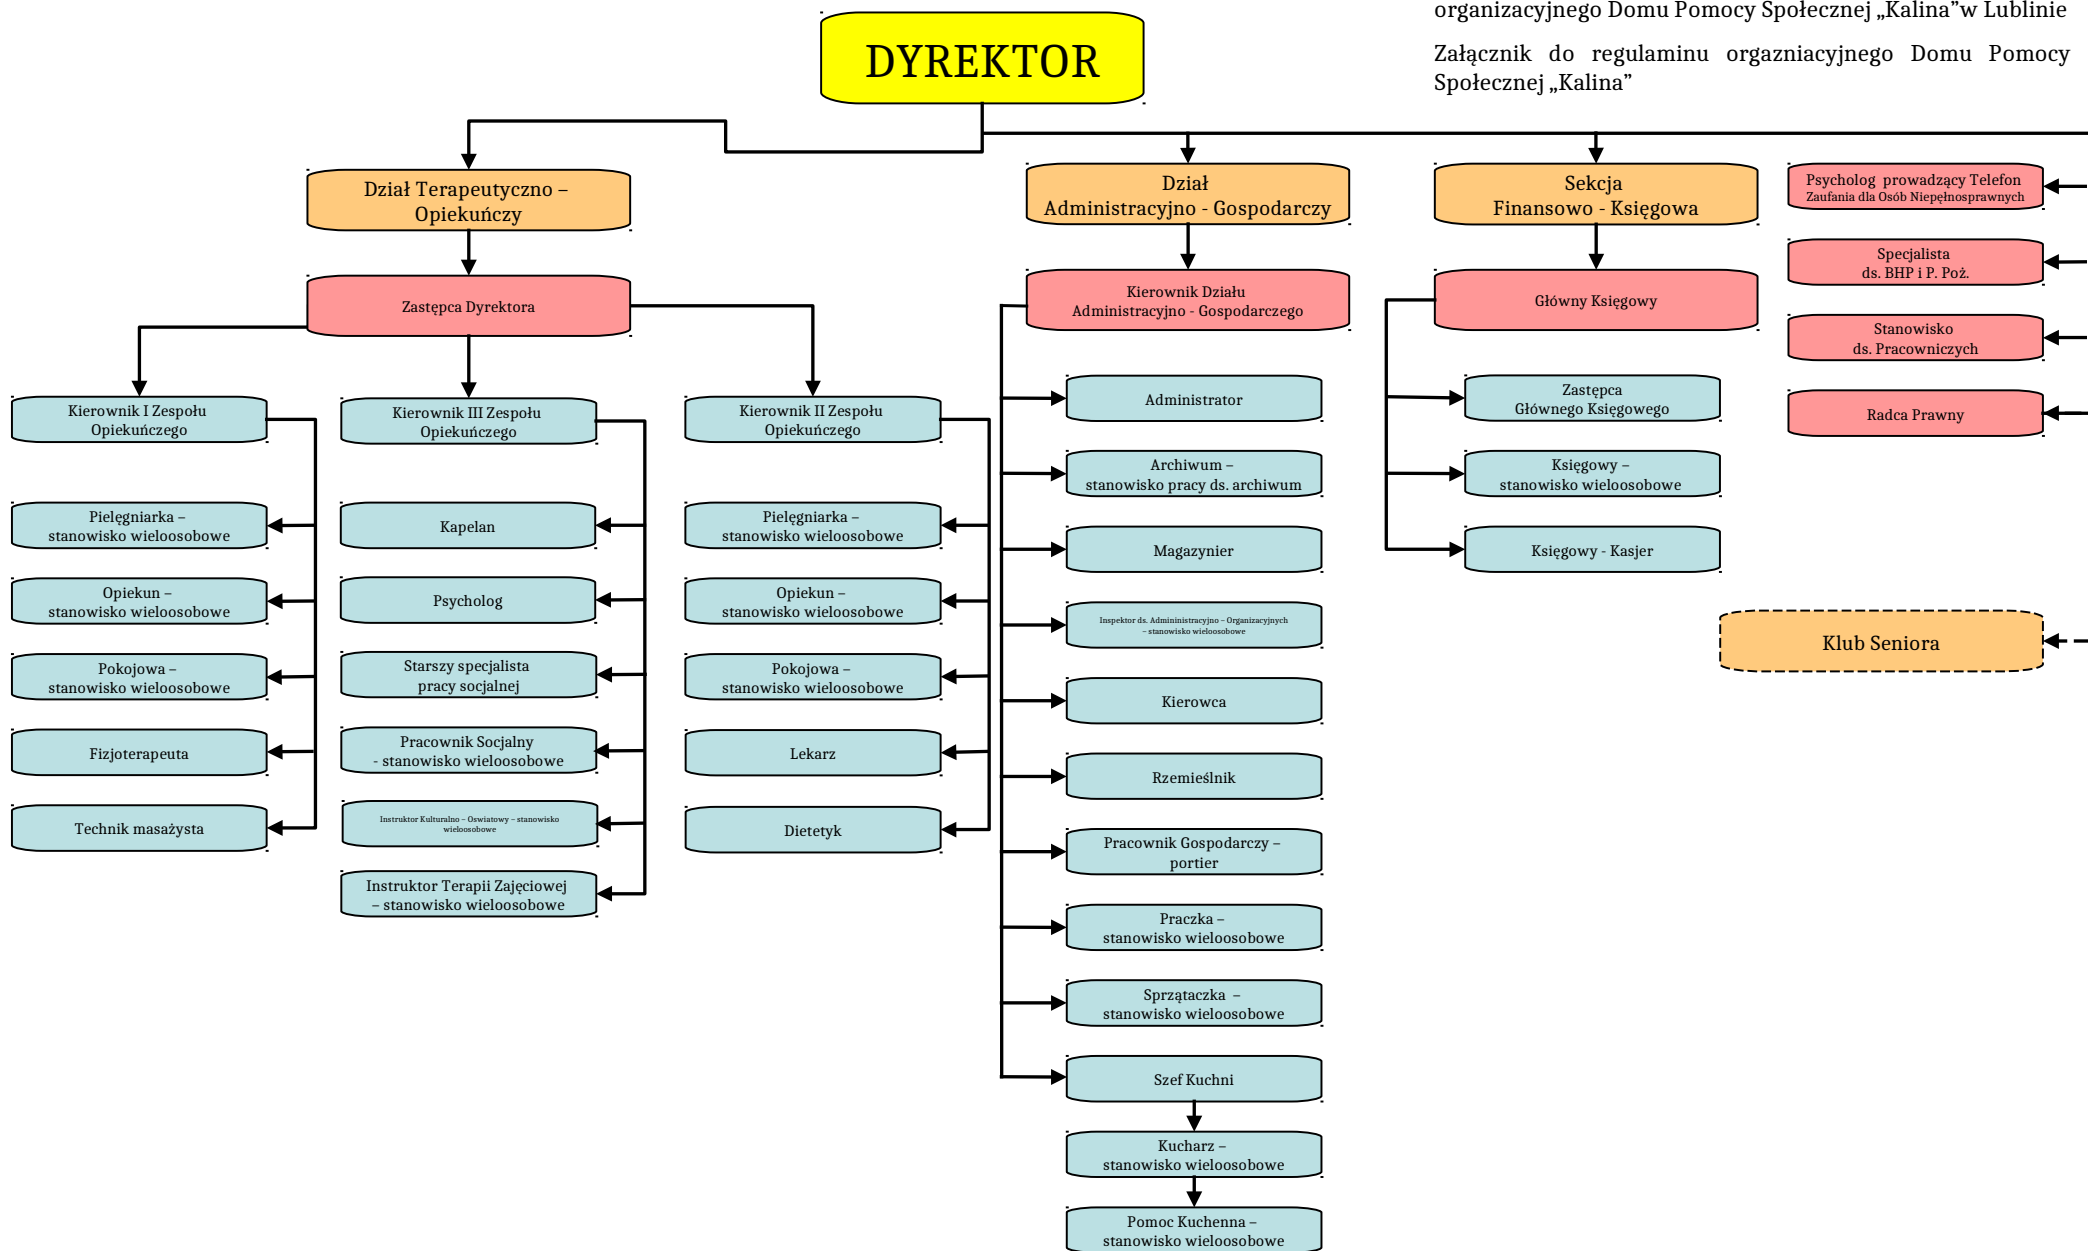 organizacyjnego Domu Pomocy Społecznej „Kalina”w Lublinie
Załącznik do regulaminu orgazniacyjnego Domu Pomocy
Społecznej „Kalina”
DYREKTOR
Dział Terapeutyczno –
Opiekuńczy
Zastępca Dyrektora
Kierownik I Zespołu
Opiekuńczego
Pielęgniarka –
stanowisko wieloosobowe
Opiekun –
stanowisko wieloosobowe
Pokojowa –
stanowisko wieloosobowe
Fizjoterapeuta
Technik masażysta
Kierownik III Zespołu
Opiekuńczego
Kapelan
Psycholog
Starszy specjalista
pracy socjalnej
Pracownik Socjalny
- stanowisko wieloosobowe
Instruktor Kulturalno – Oswiatowy – stanowisko
wieloosobowe
Instruktor Terapii Zajęciowej
– stanowisko wieloosobowe
Kierownik II Zespołu
Opiekuńczego
Pielęgniarka –
stanowisko wieloosobowe
Opiekun –
stanowisko wieloosobowe
Pokojowa –
stanowisko wieloosobowe
Lekarz
Dietetyk
Dział
Administracyjno - Gospodarczy
Kierownik Działu
Administracyjno - Gospodarczego
Administrator
Archiwum –
stanowisko pracy ds. archiwum
Magazynier
Inspektor ds. Admininistracyjno – Organizacyjnych
– stanowisko wieloosobowe
Kierowca
Rzemieślnik
Pracownik Gospodarczy –
portier
Praczka –
stanowisko wieloosobowe
Sprzątaczka –
stanowisko wieloosobowe
Szef Kuchni
Kucharz –
stanowisko wieloosobowe
Pomoc Kuchenna –
stanowisko wieloosobowe
Sekcja
Finansowo - Księgowa
Główny Księgowy
Zastępca
Głównego Księgowego
Księgowy –
stanowisko wieloosobowe
Księgowy - Kasjer
Psycholog prowadzący Telefon
Zaufania dla Osób Niepęłnosprawnych
Specjalista
ds. BHP i P. Poż.
Stanowisko
ds. Pracowniczych
Radca Prawny
Klub Seniora